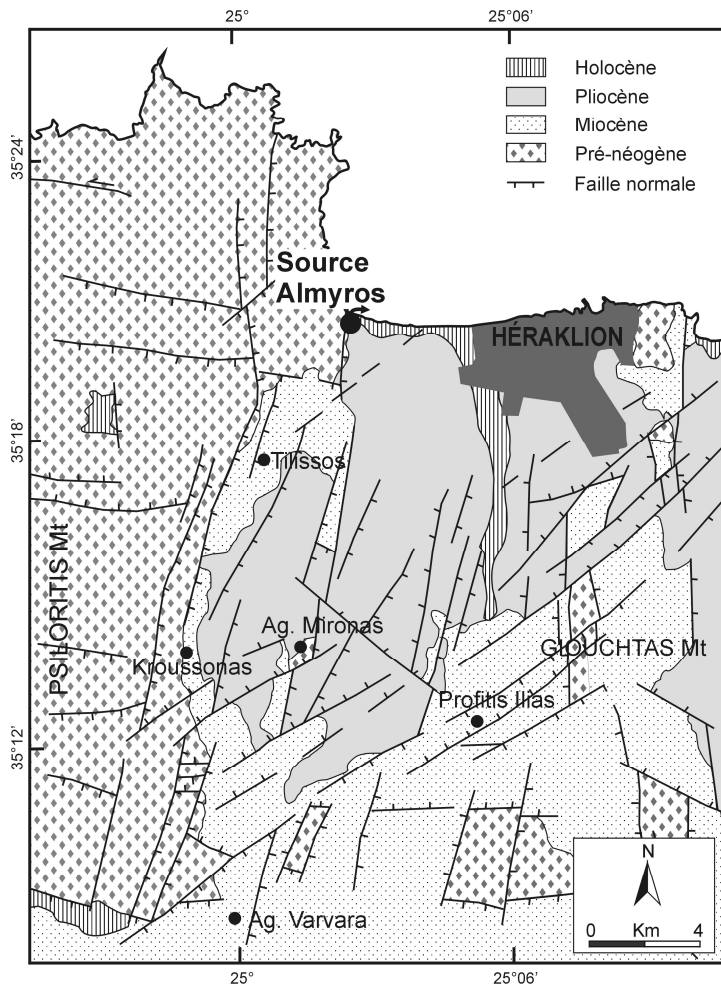 25°
25°06'
Holocène
Pliocène
Miocène
Pré-néogène
Faille normale
35°24'
Source
Almyros
HÉRAKLION
35°18'
Tilissos
PSILORITIS Mt
Ag. Mironas
GIOUCHTAS Mt
Kroussonas
Profitis Ilias
35°12'
N
0 Km 4
Ag. Varvara
25°
25°06'